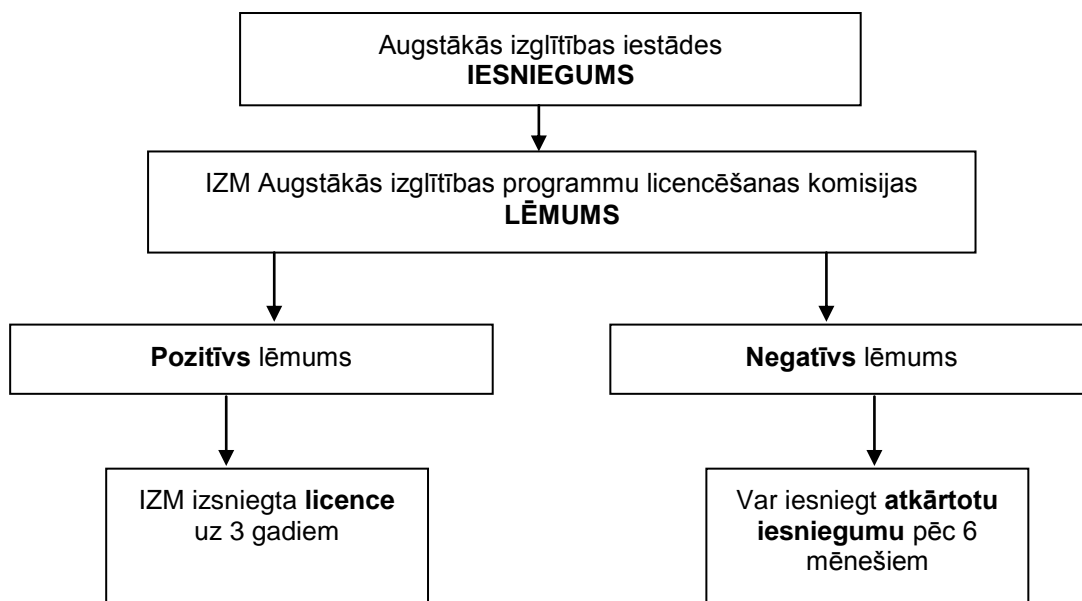 Augstākās izglītības iestādes
IESNIEGUMS
IZM Augstākās izglītības programmu licencēšanas komisijas
LĒMUMS
Pozitīvs lēmums
Negatīvs lēmums
IZM izsniegta licence
uz 3 gadiem
Var iesniegt atkārtotu
iesniegumu pēc 6
mēnešiem